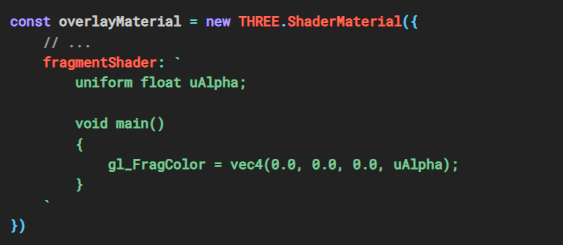 const overlayMaterial = new THREE.ShaderMaterial({
    // ...
    fragmentShader: `
        uniform float uAlpha;

        void main()
        {
            gl_FragColor = vec4(0.0, 0.0, 0.0, uAlpha);
        }
    `
})